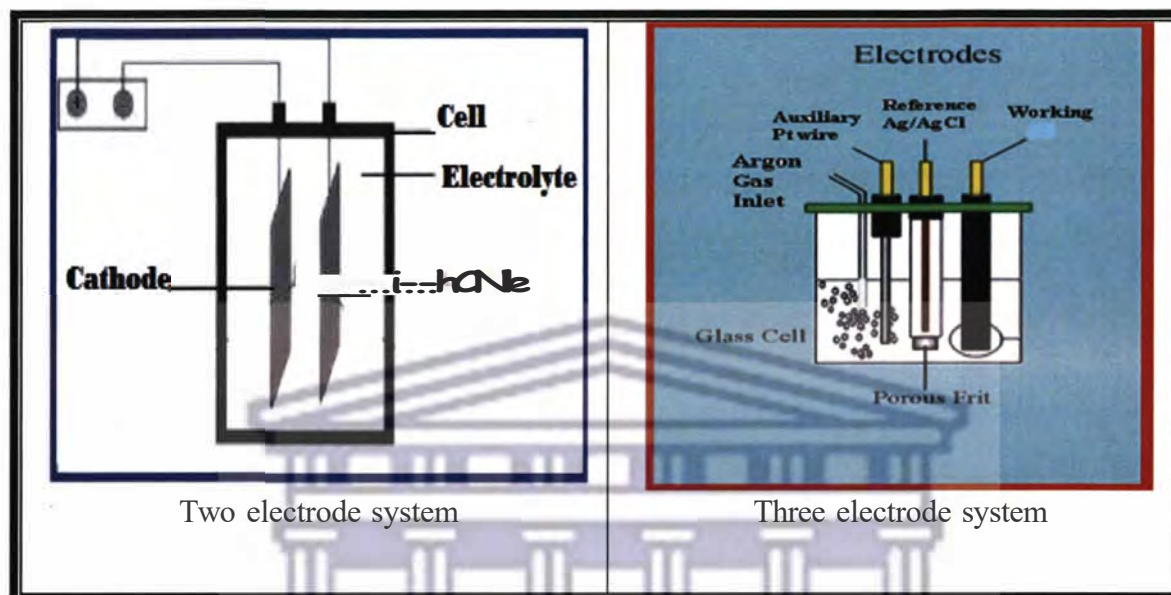 Cell
Electrolyte
Cathode
Two electrode system
Electrodes
Auxiliary
Pt wire
Reference
Ag/AgCl
Working
Argon
Gas
Inlet
Glass Cell
Porous Frit
Three electrode system